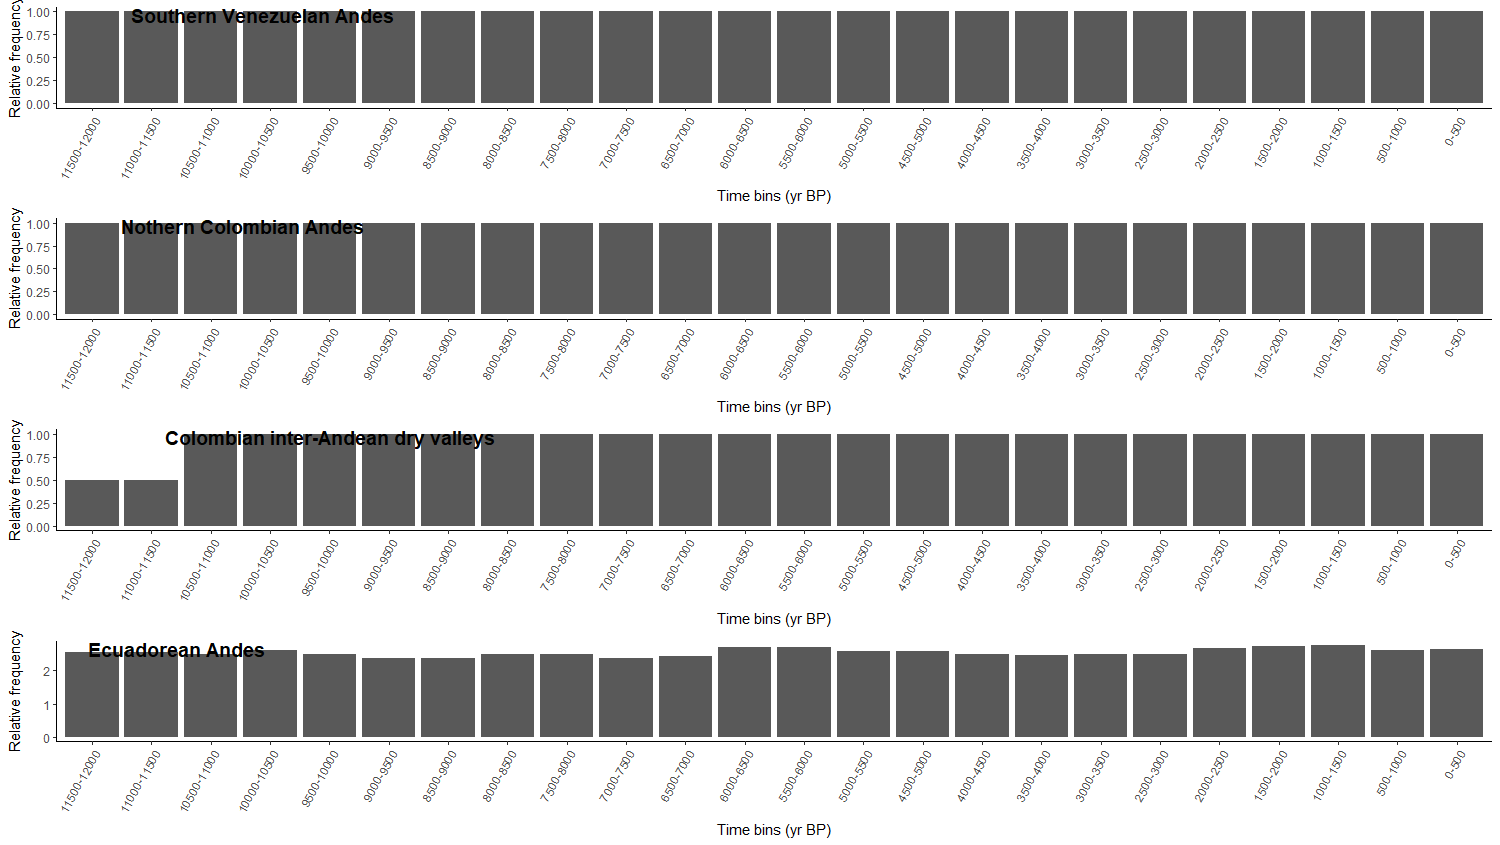 Southern Venezuelan Andes
Relative frequency
1.00
0.75
0.50
0.25
0.00
11500-12000 11000-11500 10500-11000 10000-10500 9500-10000 9000-9500 8500-9000 8000-8500 7500-8000 7000-7500 6500-7000 6000-6500 5500-6000 5000-5500 4500-5000 4000-4500 3500-4000 3000-3500 2500-3000 2000-2500 1500-2000 1000-1500 500-1000 0-500
Time bins (yr BP)
Nothern Colombian Andes
Relative frequency
1.00
0.75
0.50
0.25
0.00
11500-12000 11000-11500 10500-11000 10000-10500 9500-10000 9000-9500 8500-9000 8000-8500 7500-8000 7000-7500 6500-7000 6000-6500 5500-6000 5000-5500 4500-5000 4000-4500 3500-4000 3000-3500 2500-3000 2000-2500 1500-2000 1000-1500 500-1000 0-500
Time bins (yr BP)
Colombian inter-Andean dry valleys
Relative frequency
1.00
0.75
0.50
0.25
0.00
11500-12000 11000-11500 10500-11000 10000-10500 9500-10000 9000-9500 8500-9000 8000-8500 7500-8000 7000-7500 6500-7000 6000-6500 5500-6000 5000-5500 4500-5000 4000-4500 3500-4000 3000-3500 2500-3000 2000-2500 1500-2000 1000-1500 500-1000 0-500
Time bins (yr BP)
Ecuadorean Andes
Relative frequency
2
1
0
11500-12000 11000-11500 10500-11000 10000-10500 9500-10000 9000-9500 8500-9000 8000-8500 7500-8000 7000-7500 6500-7000 6000-6500 5500-6000 5000-5500 4500-5000 4000-4500 3500-4000 3000-3500 2500-3000 2000-2500 1500-2000 1000-1500 500-1000 0-500
Time bins (yr BP)